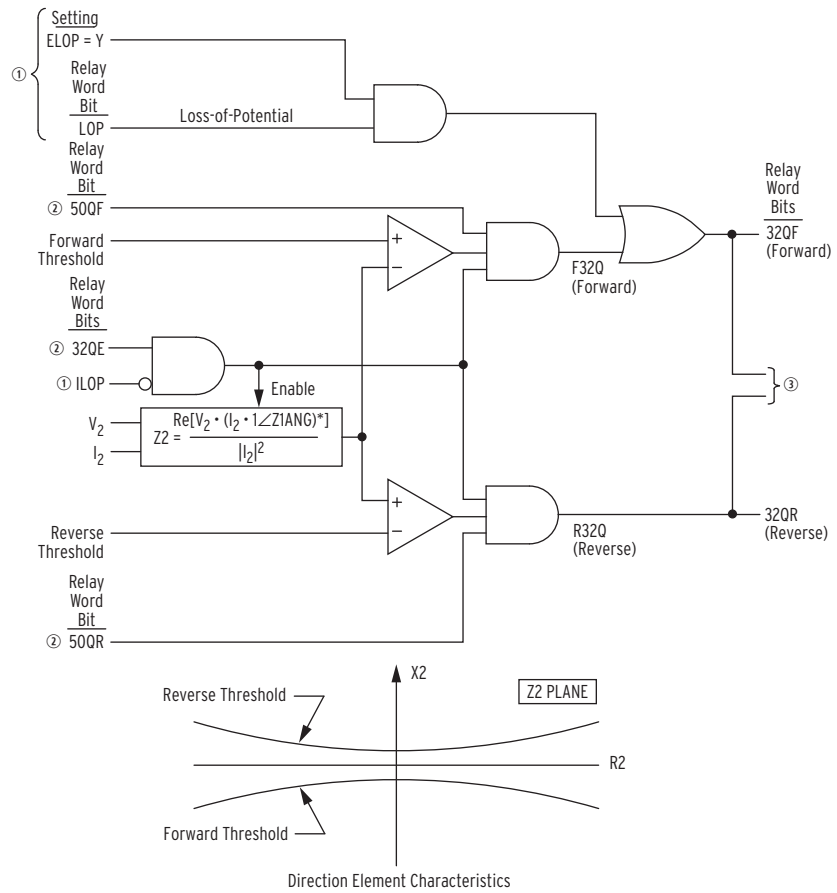 Setting
ELOP = Y
①
Relay
Word
Bit
LOP
Loss-of-Potential
Relay
Word
Bit
② 50QF
Forward
Threshold
+
−
F32Q
(Forward)
Relay
Word
Bits
32QF
(Forward)
Relay
Word
Bits
② 32QE
① ILOP
Enable
③
V2
I2
Z2 = Re[V2 • (I2 • 1∠Z1ANG)*]
|I2|²
+
−
Reverse
Threshold
R32Q
(Reverse)
32QR
(Reverse)
Relay
Word
Bit
② 50QR
X2
Z2 PLANE
Reverse Threshold
R2
Forward Threshold
Direction Element Characteristics